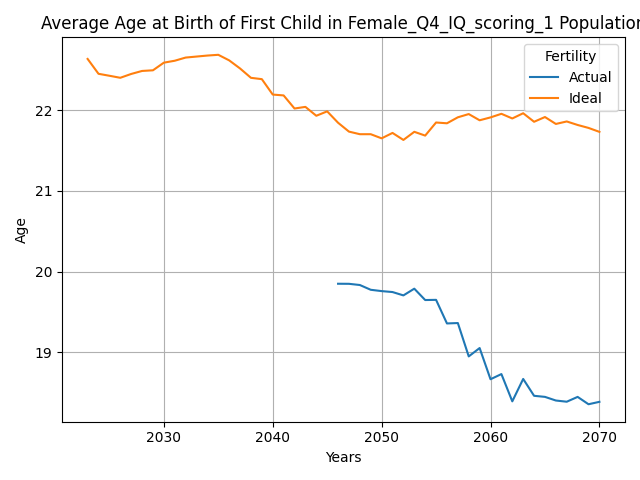 Average Age at Birth of First Child in Female_Q4_IQ_scoring_1 Population
Fertility
Actual
Ideal
Age
22
21
20
19
2030
2040
2050
2060
2070
Years